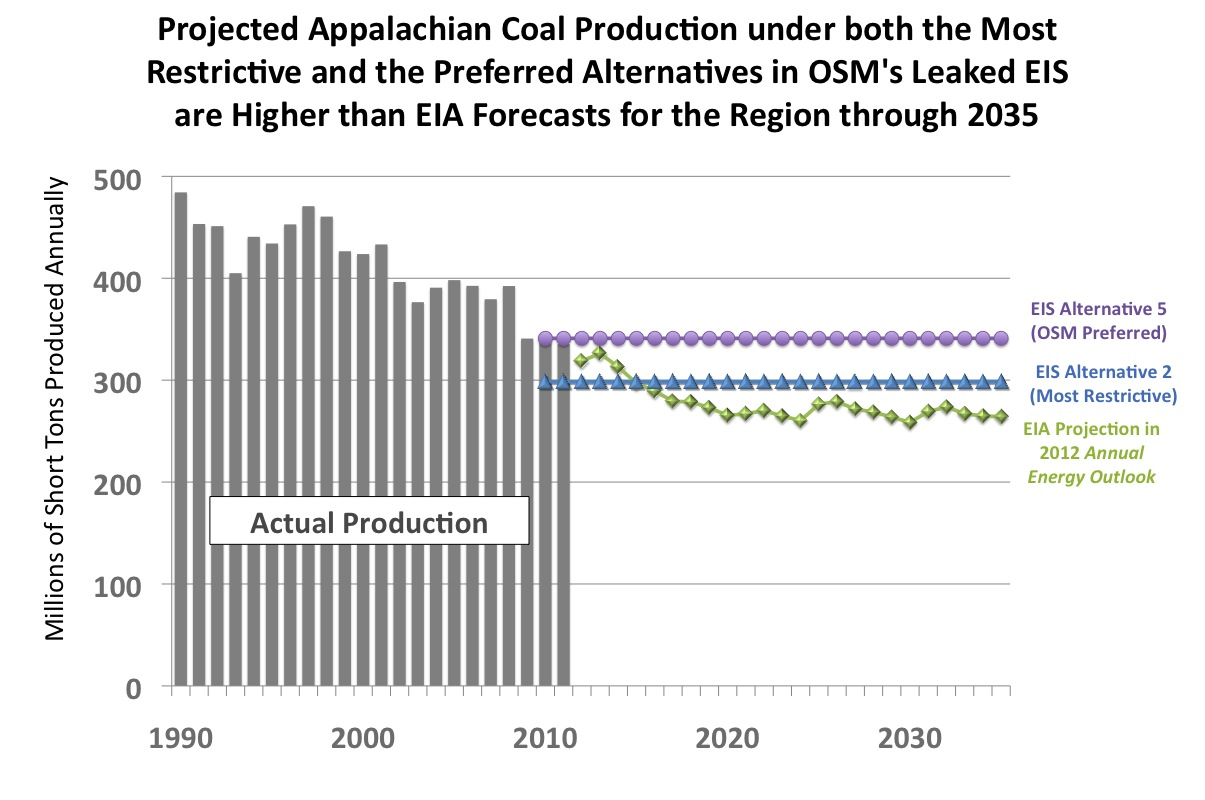 Projected Appalachian Coal Production under both the Most
Restrictive and the Preferred Alternatives in OSM's Leaked EIS
are Higher than EIA Forecasts for the Region through 2035
Millions of Short Tons Produced Annually
500
400
300
200
100
0
Actual Production
EIS Alternative 5
(OSM Preferred)
EIS Alternative 2
(Most Restrictive)
EIA Projection in
2012 Annual
Energy Outlook
1990
2000
2010
2020
2030